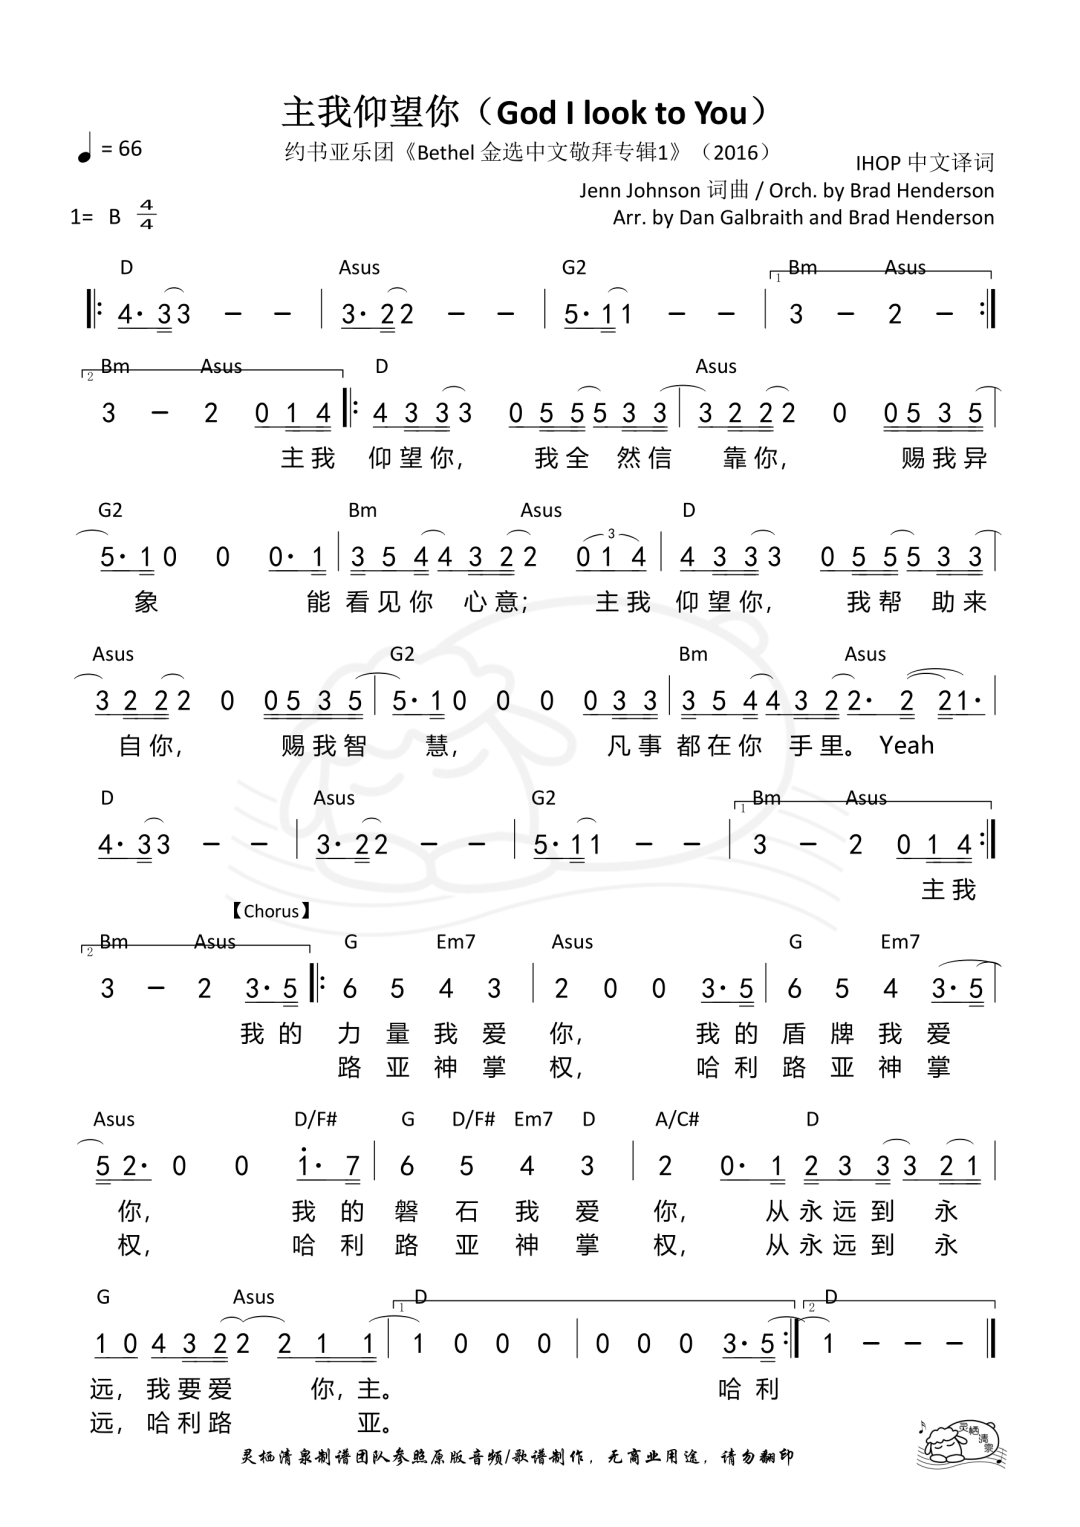 主我仰望你（God I look to You）
♩ = 66
约书亚乐团《Bethel 金选中文敬拜专辑1》（2016）
IHOP 中文译词
Jenn Johnson 词曲 / Orch. by Brad Henderson
1= B 4/4
Arr. by Dan Galbraith and Brad Henderson
D Asus G2 1 Bm Asus
4· 3 3 – – 3· 2 2 – – 5· 1 1 – – 3 – 2 –
2 Bm Asus D Asus
3 – 2 0 1 4 4 3 3 3 0 5 5 5 3 3 3 2 2 2 0 0 5 3 5
主我 仰望你， 我全 然信 靠你， 赐我异
G2 Bm Asus D
5· 1 0 0 0· 1 3 5 4 4 3 2 2 3 0 1 4 4 3 3 3 0 5 5 5 3 3
象 能 看见你 心意； 主我 仰望你， 我帮 助来
Asus G2 Bm Asus
3 2 2 2 0 0 5 3 5 5· 1 0 0 0 0 3 3 3 5 4 4 3 2 2· 2 2 1·
自你， 赐我智 慧， 凡事 都在你 手里。 Yeah
D Asus G2 1 Bm Asus
4· 3 3 – – 3· 2 2 – – 5· 1 1 – – 3 – 2 0 1 4
主我
【Chorus】
2 Bm Asus G Em7 Asus G Em7
3 – 2 3· 5 6 5 4 3 2 0 0 3· 5 6 5 4 3· 5
我 的 力 量 我 爱 你， 我 的 盾 牌 我 爱
路 亚 神 掌 权， 哈 利 路 亚 神 掌
Asus D/F# G D/F# Em7 D A/C# D
5 2· 0 0 1· 7 6 5 4 3 2 0· 1 2 3 3 3 2 1
你， 我 的 磐 石 我 爱 你， 从 永 远 到 永
权， 哈 利 路 亚 神 掌 权， 从 永 远 到 永
G Asus 1 D 2 D
1 0 4 3 2 2 2 1 1 1 0 0 0 0 0 0 3· 5 1 – – –
远， 我 要 爱 你， 主。 哈 利
远， 哈 利 路 亚。
灵栖清泉
灵栖清泉制谱团队参照原版音频/歌谱制作，无商业用途，请勿翻印